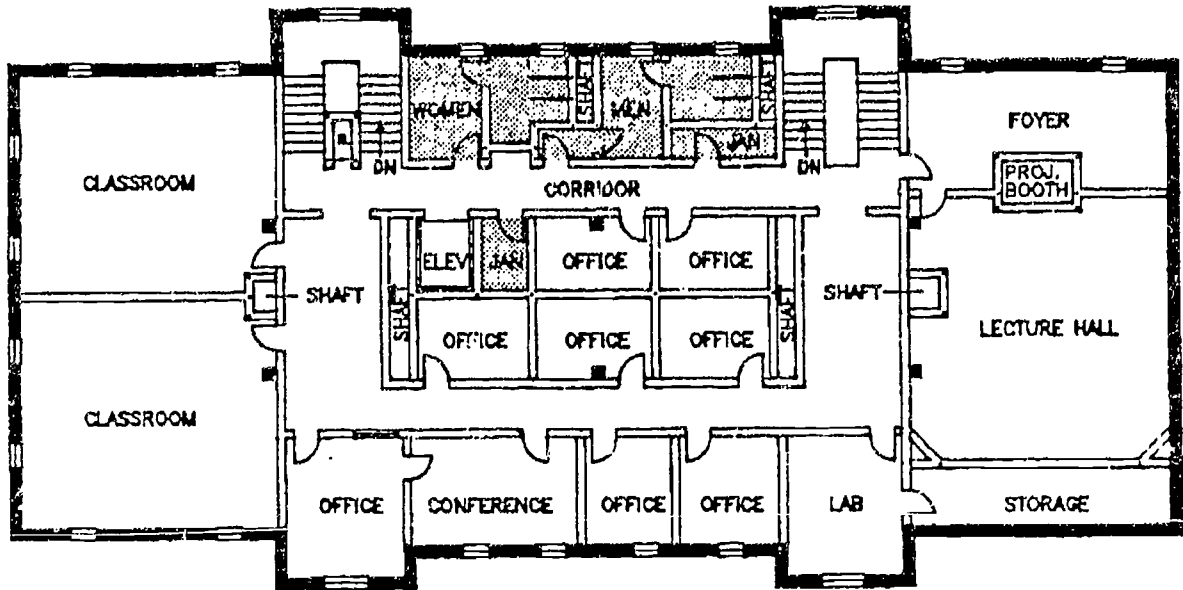 SHAFT
SHAFT
WOMEN
MEN
JAN
FOYER
DN
DN
PROJ.
BOOTH
CLASSROOM
CORRIDOR
ELEV
JAN
OFFICE
OFFICE
SHAFT
SHAFT
SHAFT
SHAFT
LECTURE HALL
OFFICE
OFFICE
OFFICE
CLASSROOM
OFFICE
CONFERENCE
OFFICE
OFFICE
LAB
STORAGE